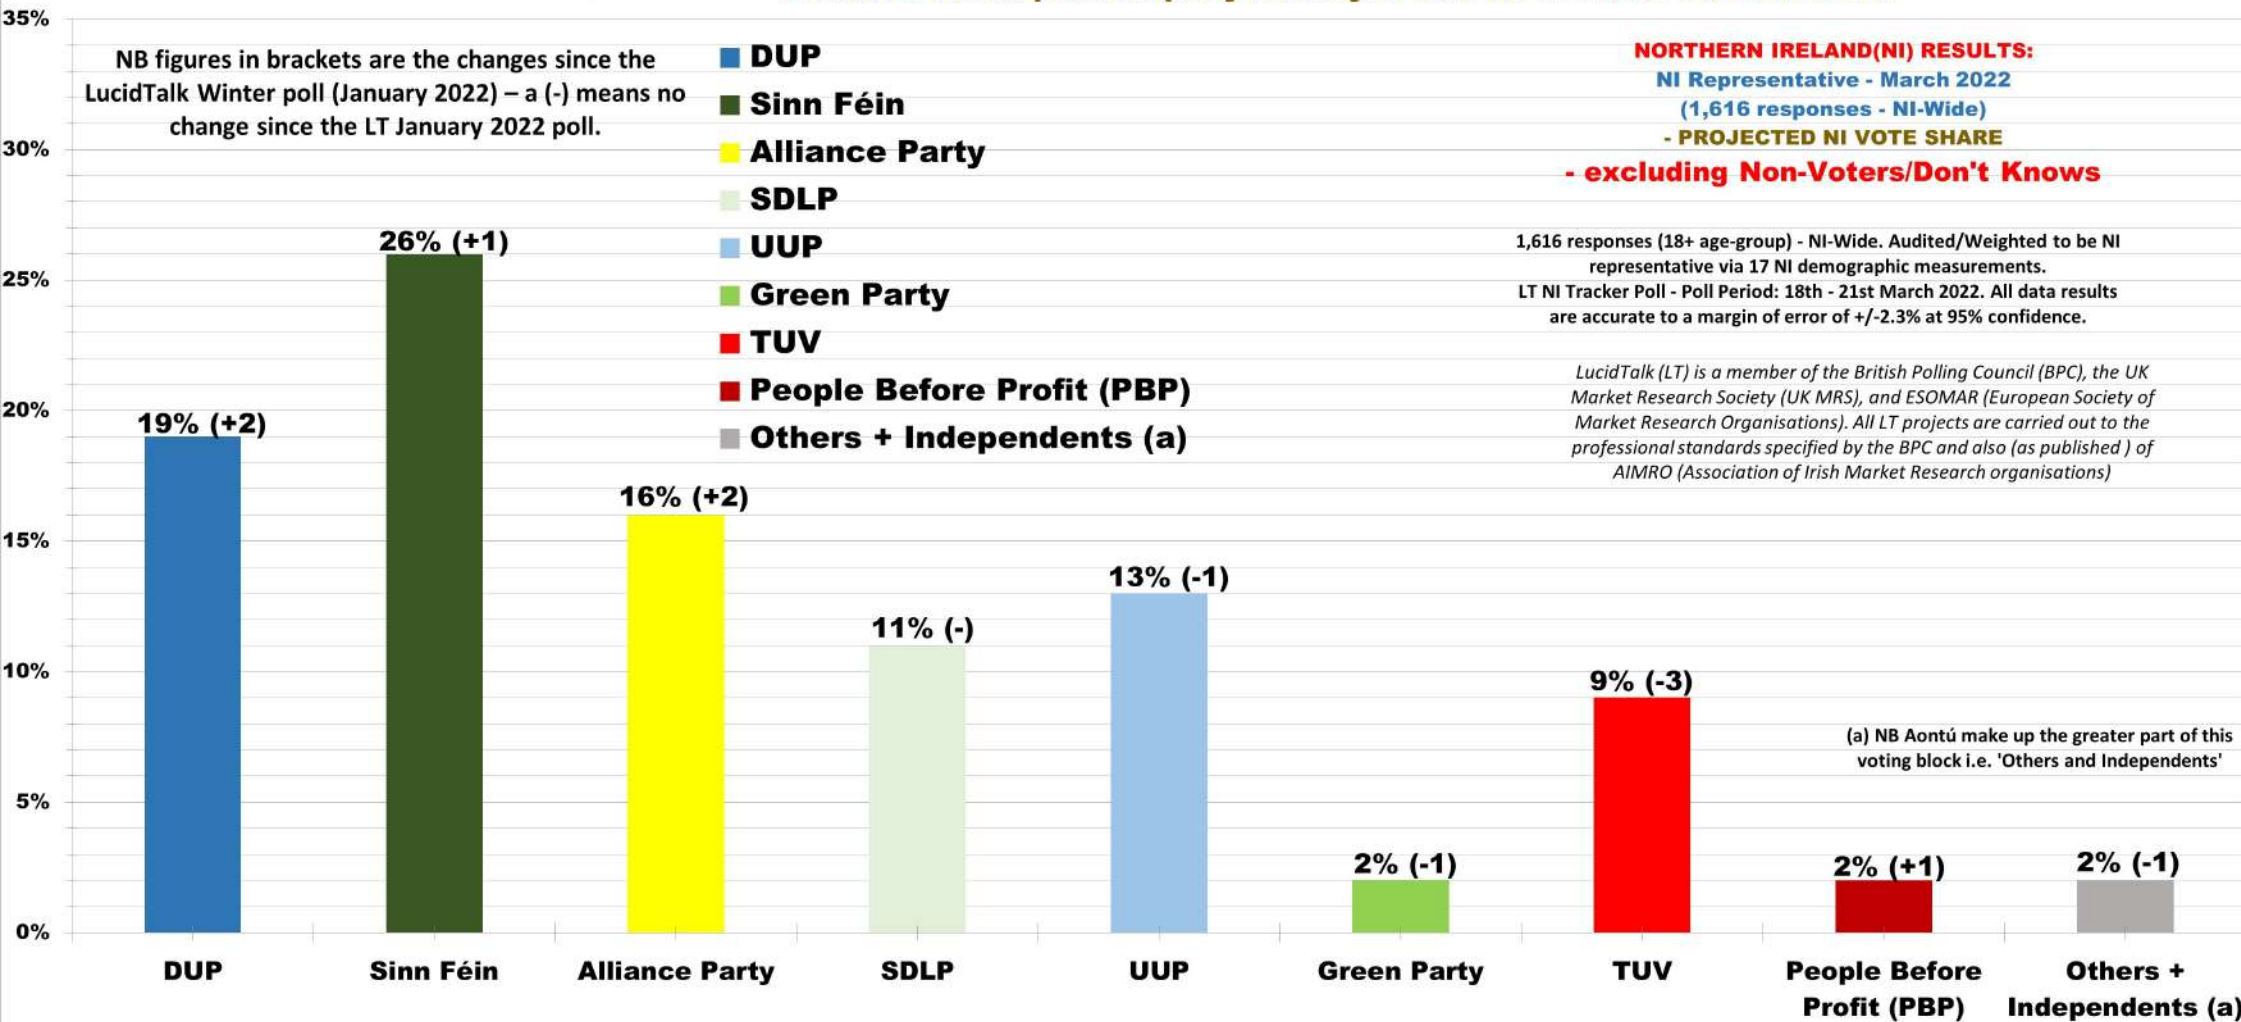 35%
30%
25%
20%
15%
10%
5%
0%
NB figures in brackets are the changes since the
LucidTalk Winter poll (January 2022) – a (-) means no
change since the LT January 2022 poll.
DUP
Sinn Féin
Alliance Party
SDLP
UUP
Green Party
TUV
People Before Profit (PBP)
Others + Independents (a)
NORTHERN IRELAND(NI) RESULTS:
NI Representative - March 2022
(1,616 responses - NI-Wide)
- PROJECTED NI VOTE SHARE
- excluding Non-Voters/Don't Knows
1,616 responses (18+ age-group) - NI-Wide. Audited/Weighted to be NI
representative via 17 NI demographic measurements.
LT NI Tracker Poll - Poll Period: 18th - 21st March 2022. All data results
are accurate to a margin of error of +/-2.3% at 95% confidence.
LucidTalk (LT) is a member of the British Polling Council (BPC), the UK
Market Research Society (UK MRS), and ESOMAR (European Society of
Market Research Organisations). All LT projects are carried out to the
professional standards specified by the BPC and also (as published ) of
AIMRO (Association of Irish Market Research organisations)
19% (+2)
26% (+1)
16% (+2)
11% (-)
13% (-1)
2% (-1)
9% (-3)
2% (+1)
2% (-1)
(a) NB Aontú make up the greater part of this
voting block i.e. 'Others and Independents'
DUP
Sinn Féin
Alliance Party
SDLP
UUP
Green Party
TUV
People Before
Profit (PBP)
Others +
Independents (a)